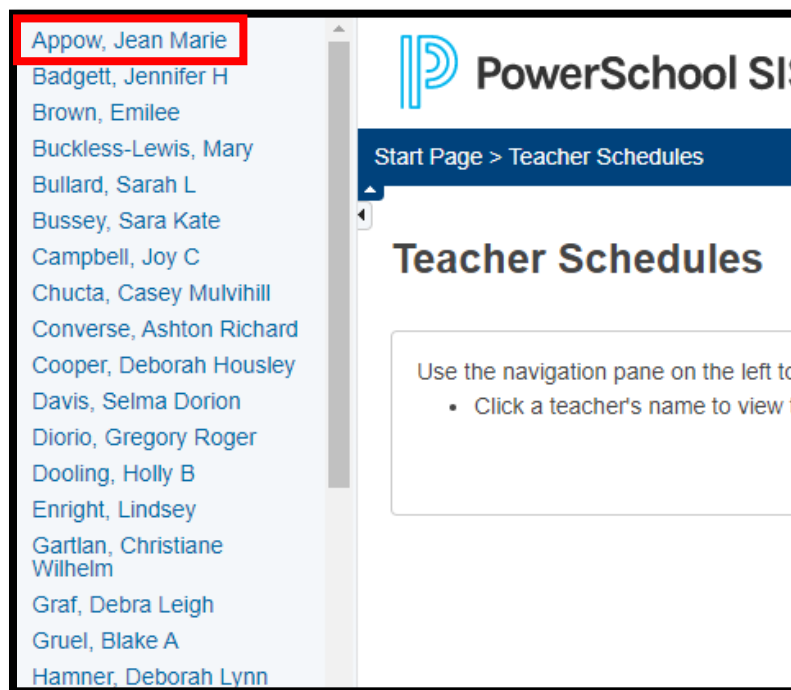 Appow, Jean Marie
Badgett, Jennifer H
Brown, Emilee
Buckless-Lewis, Mary
Bullard, Sarah L
Bussey, Sara Kate
Campbell, Joy C
Chucta, Casey Mulvihill
Converse, Ashton Richard
Cooper, Deborah Housley
Davis, Selma Dorion
Diorio, Gregory Roger
Dooling, Holly B
Enright, Lindsey
Gartlan, Christiane
Wilhelm
Graf, Debra Leigh
Gruel, Blake A
Hamner, Deborah Lynn
PowerSchool SIS
Start Page > Teacher Schedules
Teacher Schedules
Use the navigation pane on the left to
• Click a teacher's name to view